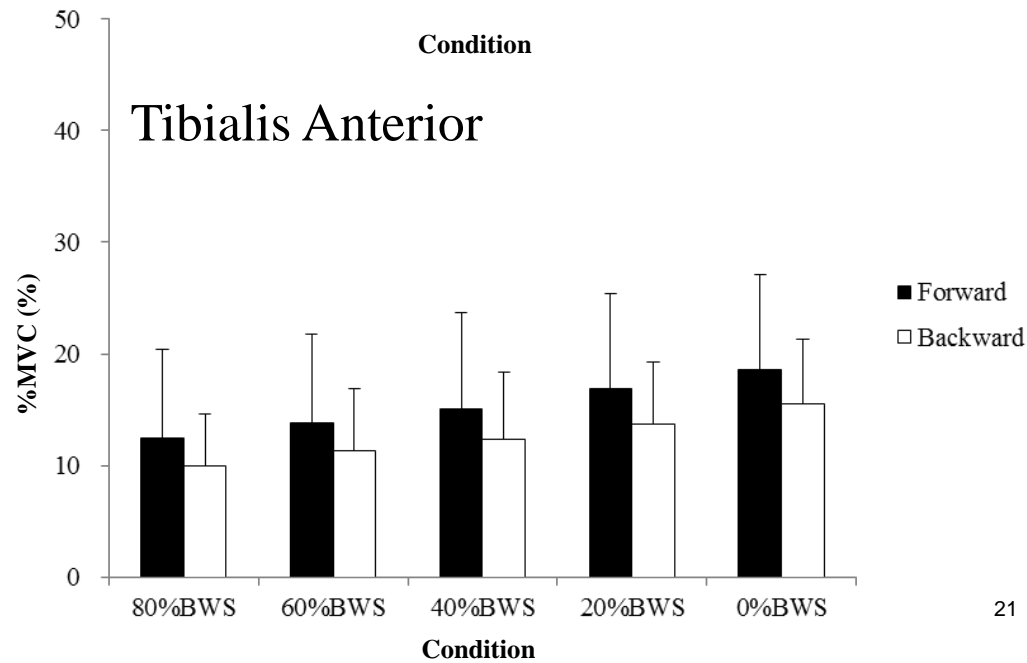 50
Condition
Tibialis Anterior
40
30
20
10
0
%MVC (%)
Forward
Backward
80%BWS 60%BWS 40%BWS 20%BWS 0%BWS
Condition
21